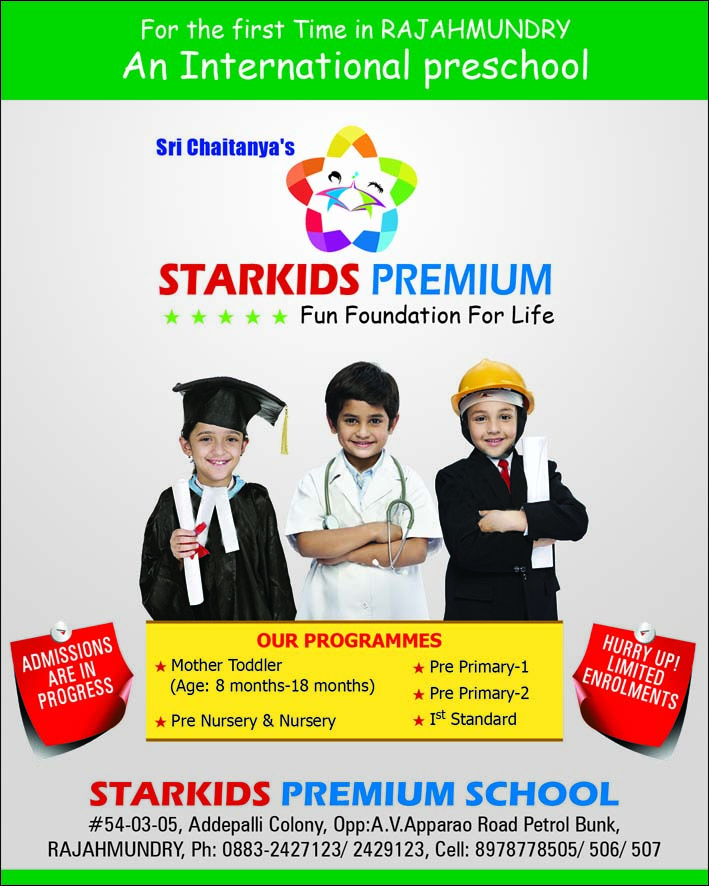 For the first Time in RAJAHMUNDRY
An International preschool
Sri Chaitanya's
STARKIDS PREMIUM
Fun Foundation For Life
ADMISSIONS
ARE IN
PROGRESS
OUR PROGRAMMES
Mother Toddler
(Age: 8 months-18 months)
Pre Nursery & Nursery
Pre Primary-1
Pre Primary-2
Ist Standard
HURRY UP!
LIMITED
ENROLMENTS
STARKIDS PREMIUM SCHOOL
#54-03-05, Addepalli Colony, Opp:A.V.Apparao Road Petrol Bunk,
RAJAHMUNDRY, Ph: 0883-2427123/ 2429123, Cell: 8978778505/ 506/ 507